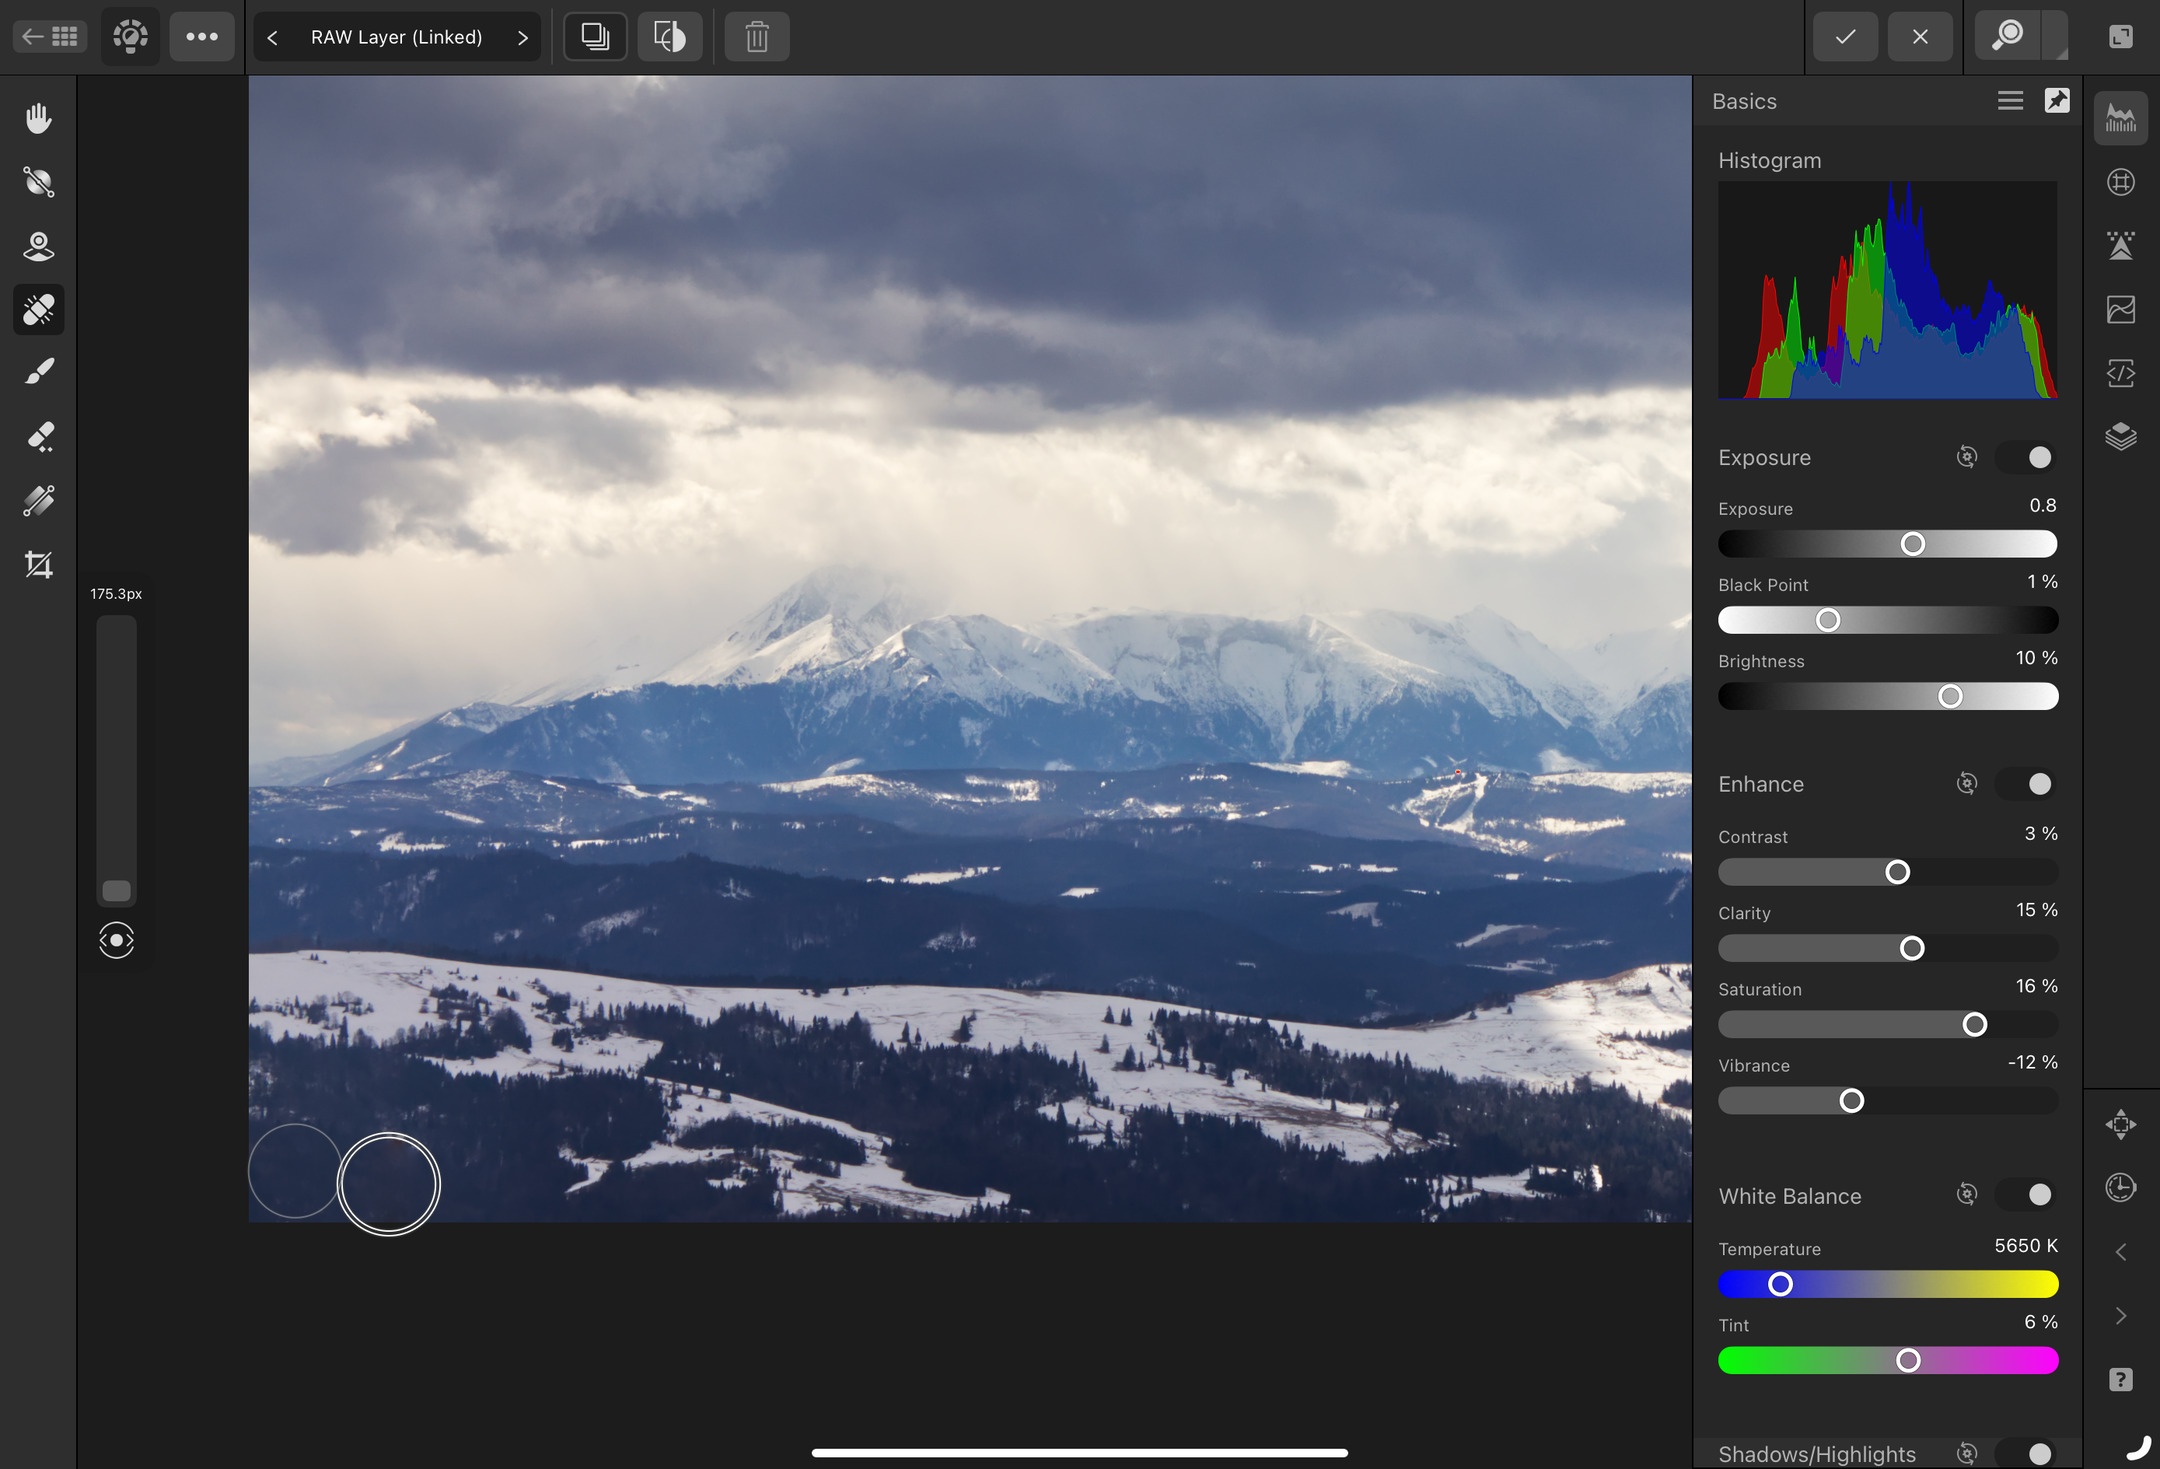 RAW Layer (Linked)
Basics
Histogram
Exposure
Exposure 0.8
Black Point 1 %
Brightness 10 %
175.3px
Enhance
Contrast 3 %
Clarity 15 %
Saturation 16 %
Vibrance -12 %
White Balance
Temperature 5650 K
Tint 6 %
?
Shadows/Highlights